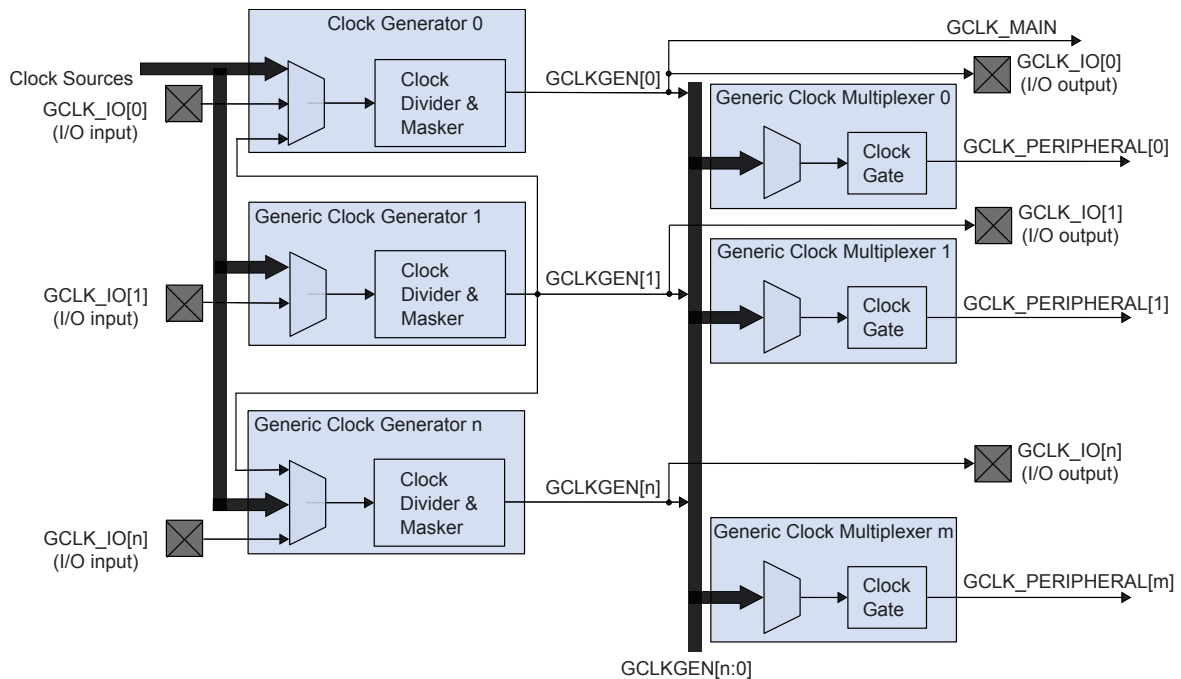 Clock Generator 0
GCLK_MAIN
Clock Sources
GCLK_IO[0]
(I/O input)
Clock
Divider &
Masker
GCLKGEN[0]
GCLK_IO[0]
(I/O output)
Generic Clock Multiplexer 0
Clock
Gate
GCLK_PERIPHERAL[0]
Generic Clock Generator 1
GCLK_IO[1]
(I/O input)
Clock
Divider &
Masker
GCLKGEN[1]
GCLK_IO[1]
(I/O output)
Generic Clock Multiplexer 1
Clock
Gate
GCLK_PERIPHERAL[1]
Generic Clock Generator n
GCLK_IO[n]
(I/O input)
Clock
Divider &
Masker
GCLKGEN[n]
GCLK_IO[n]
(I/O output)
Generic Clock Multiplexer m
Clock
Gate
GCLK_PERIPHERAL[m]
GCLKGEN[n:0]